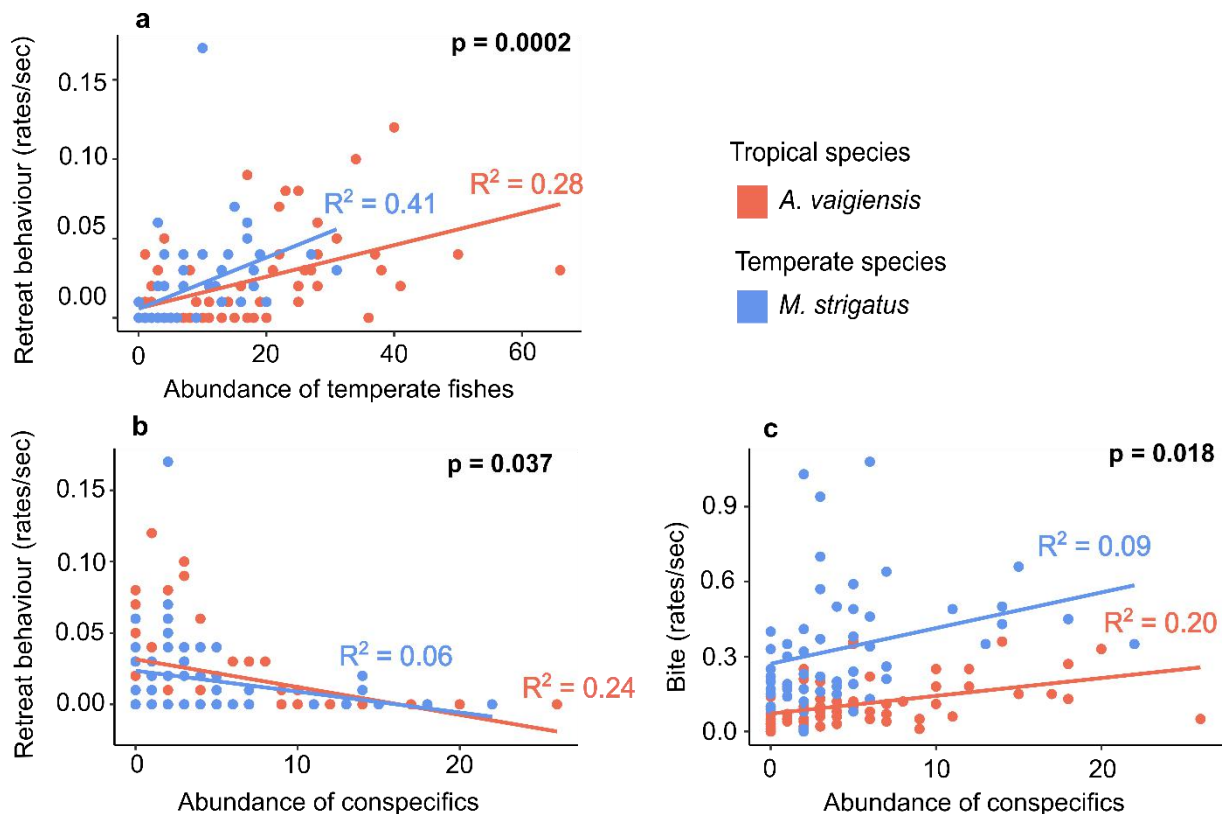 a
p = 0.0002
Retreat behaviour (rates/sec)
0.15
0.10
0.05
0.00
R² = 0.41
R² = 0.28
0
20
40
60
Abundance of temperate fishes
Tropical species
A. vaigiensis
Temperate species
M. strigatus
b
p = 0.037
Retreat behaviour (rates/sec)
0.15
0.10
0.05
0.00
R² = 0.06
R² = 0.24
0
10
20
Abundance of conspecifics
c
p = 0.018
Bite (rates/sec)
0.9
0.6
0.3
0.0
R² = 0.09
R² = 0.20
0
10
20
Abundance of conspecifics